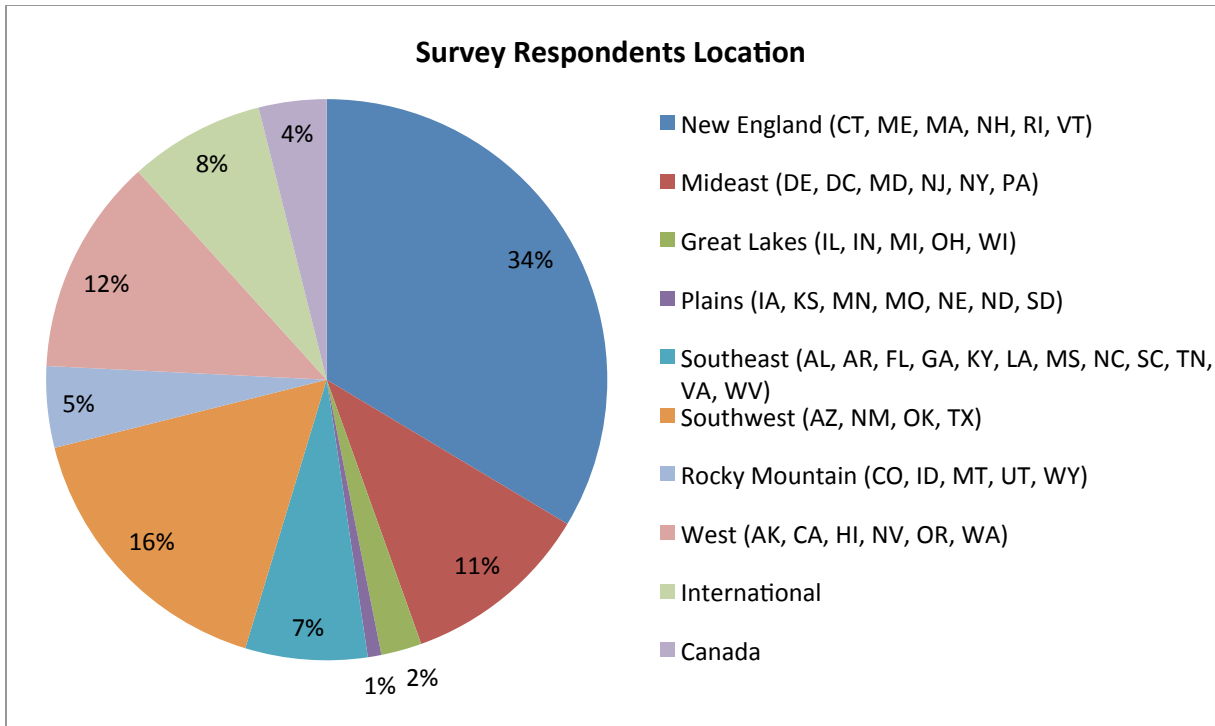 Survey Respondents Location
4%
8%
34%
12%
5%
16%
11%
7%
1%
2%
New England (CT, ME, MA, NH, RI, VT)
Mideast (DE, DC, MD, NJ, NY, PA)
Great Lakes (IL, IN, MI, OH, WI)
Plains (IA, KS, MN, MO, NE, ND, SD)
Southeast (AL, AR, FL, GA, KY, LA, MS, NC, SC, TN,
VA, WV)
Southwest (AZ, NM, OK, TX)
Rocky Mountain (CO, ID, MT, UT, WY)
West (AK, CA, HI, NV, OR, WA)
International
Canada